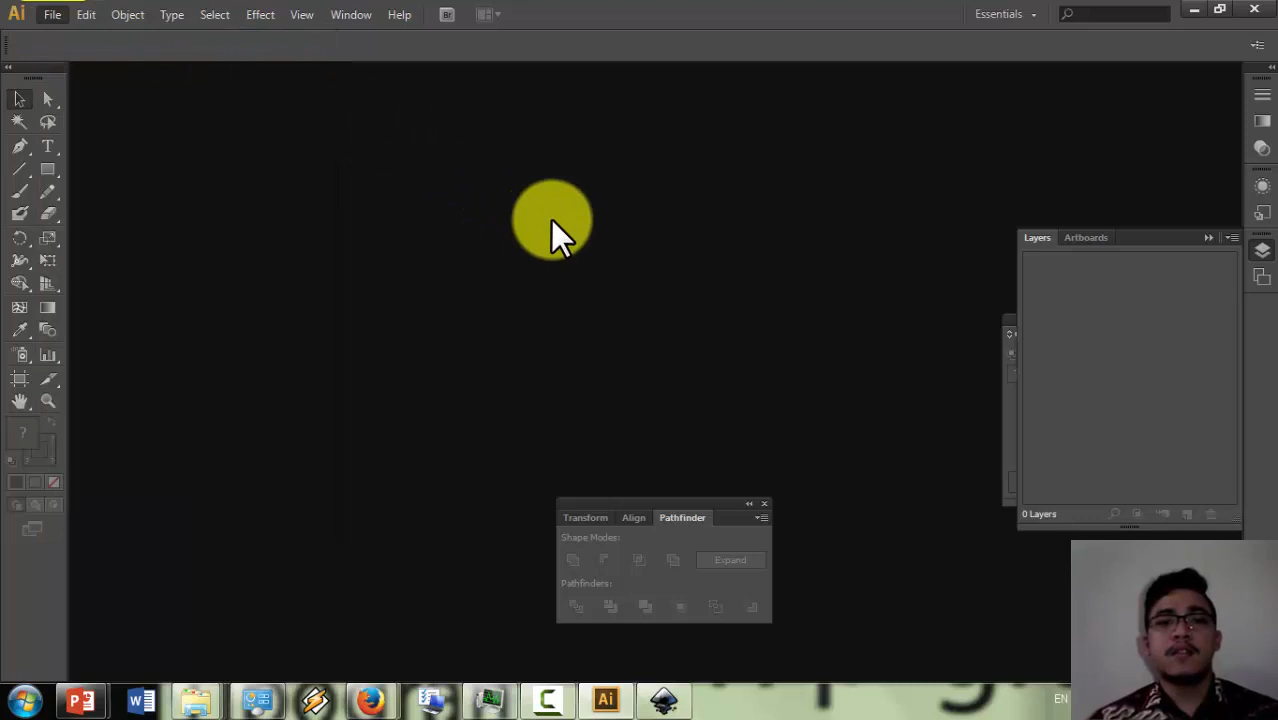 Ai File Edit Object Type Select Effect View Window Help Br Essentials
Layers Artboards
Transform Align Pathfinder
Shape Modes:
Expand
Pathfinders:
0 Layers
?
EN